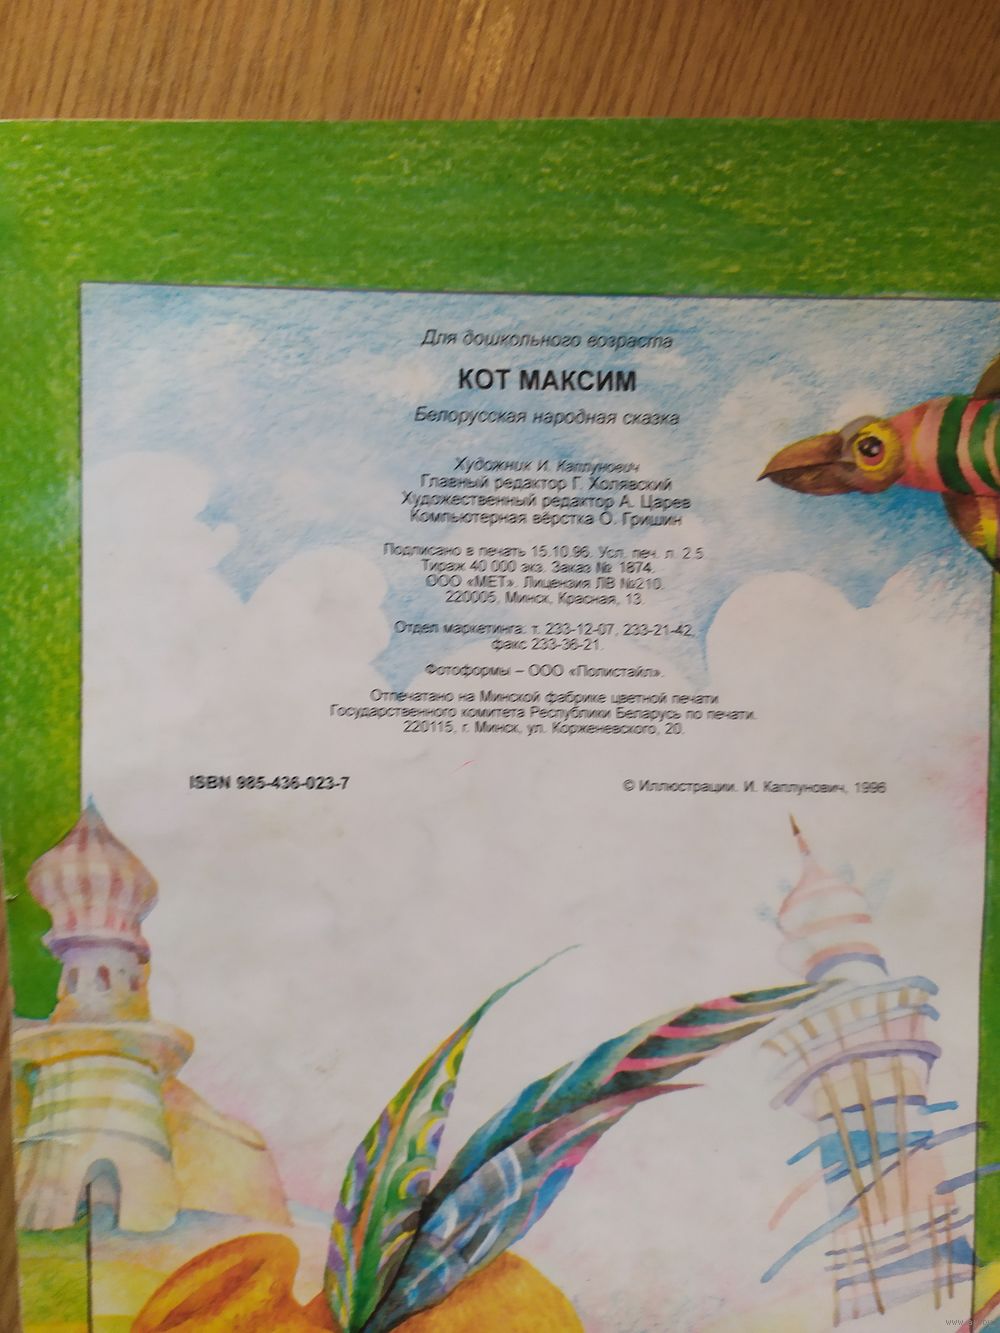 Для дошкольного возраста
КОТ МАКСИМ
Белорусская народная сказка
Художник И. Каплунович
Главный редактор Г. Холявский
Художественный редактор А. Царев
Компьютерная вёрстка О. Гришин
Подписано в печать 15.10.96. Усл. печ. л. 2.5
Тираж 40 000 экз. Заказ № 1874.
ООО «МЕТ». Лицензия ЛВ №210.
220005, Минск, Красная, 13.
Отдел маркетинга: т. 233-12-07, 233-21-42,
факс 233-36-21.
Фотоформы – ООО «Полистайл».
Отпечатано на Минской фабрике цветной печати
Государственного комитета Республики Беларусь по печати.
220115, г. Минск, ул. Корженевского, 20.
ISBN 985-436-023-7
© Иллюстрации. И. Каплунович, 1996